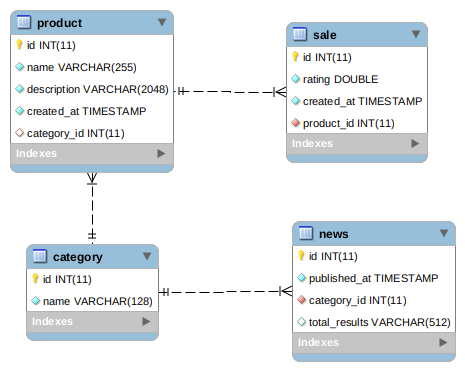 product
id INT(11)
name VARCHAR(255)
description VARCHAR(2048)
created_at TIMESTAMP
category_id INT(11)
Indexes
sale
id INT(11)
rating DOUBLE
created_at TIMESTAMP
product_id INT(11)
Indexes
category
id INT(11)
name VARCHAR(128)
Indexes
news
id INT(11)
published_at TIMESTAMP
category_id INT(11)
total_results VARCHAR(512)
Indexes